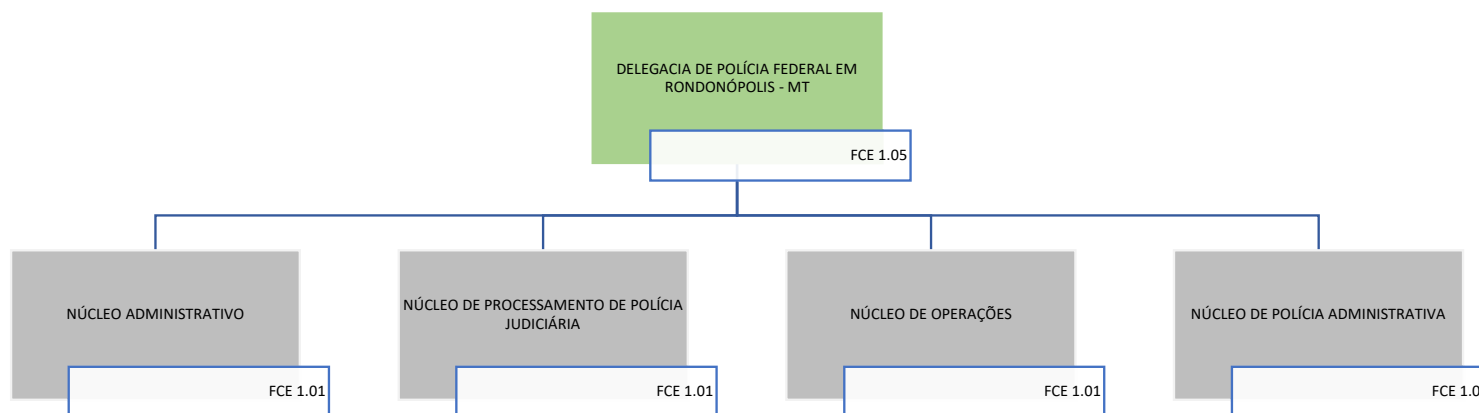 DELEGACIA DE POLÍCIA FEDERAL EM
RONDONÓPOLIS - MT
FCE 1.05
NÚCLEO ADMINISTRATIVO
FCE 1.01
NÚCLEO DE PROCESSAMENTO DE POLÍCIA
JUDICIÁRIA
FCE 1.01
NÚCLEO DE OPERAÇÕES
FCE 1.01
NÚCLEO DE POLÍCIA ADMINISTRATIVA
FCE